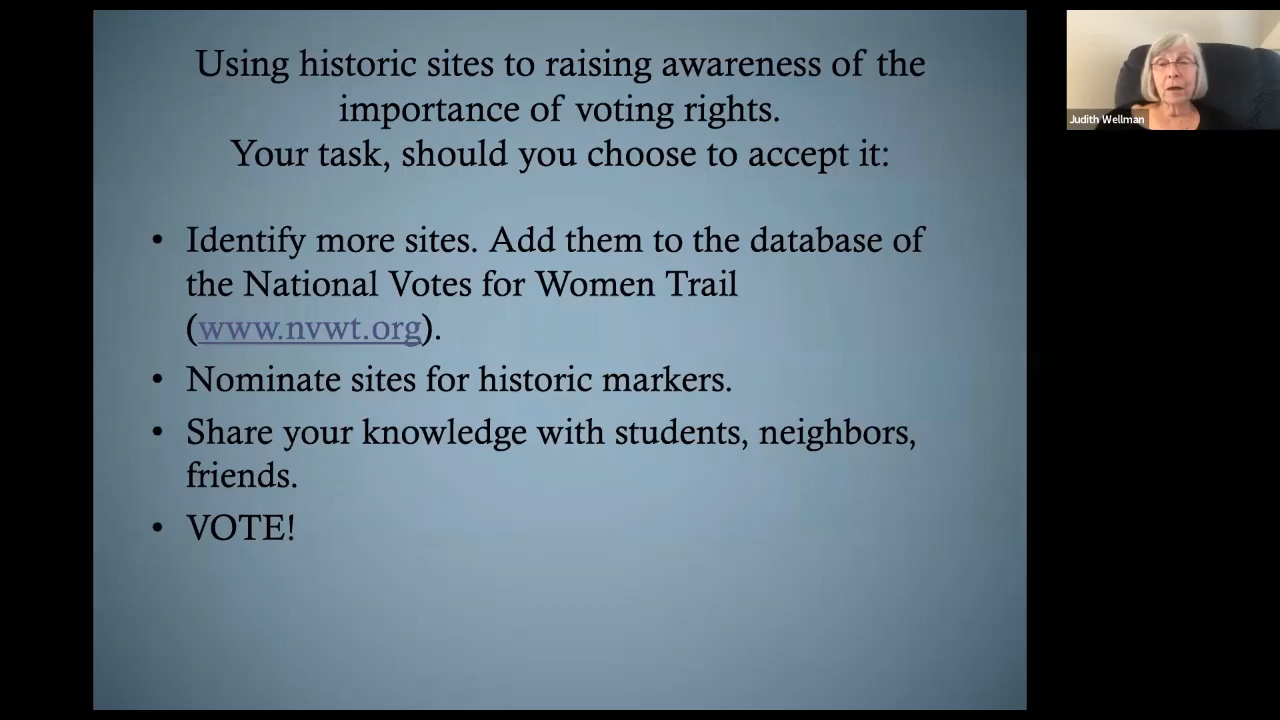 Using historic sites to raising awareness of the
importance of voting rights.
Your task, should you choose to accept it:
• Identify more sites. Add them to the database of
the National Votes for Women Trail
(www.nvwt.org).
• Nominate sites for historic markers.
• Share your knowledge with students, neighbors,
friends.
• VOTE!
Judith Wellman